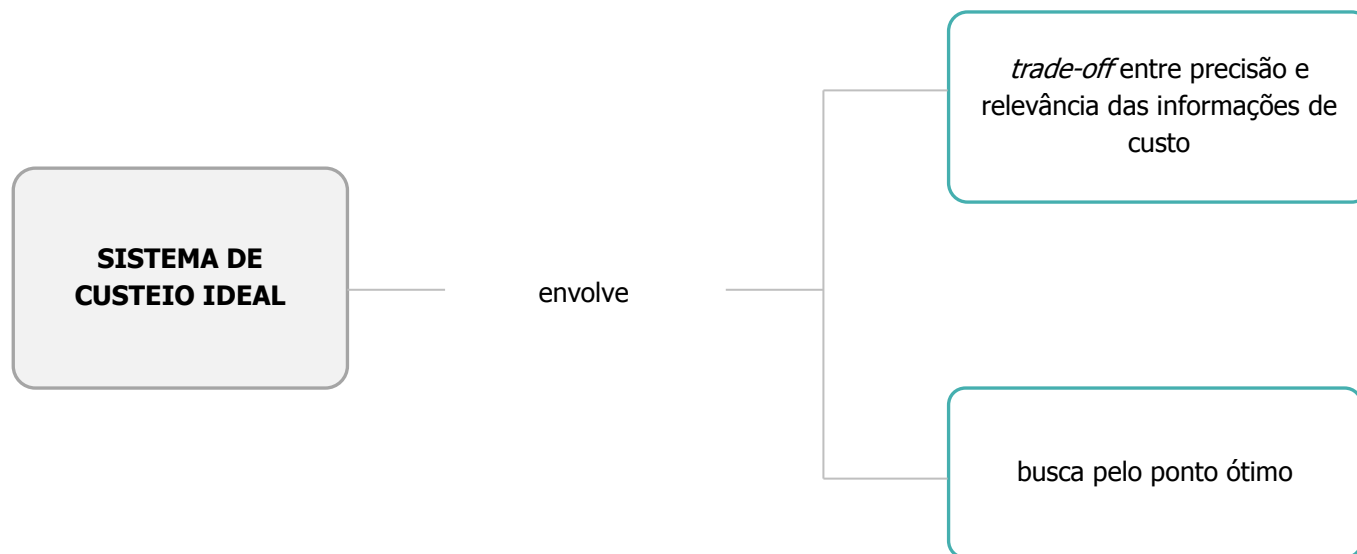 SISTEMA DE
CUSTEIO IDEAL
envolve
trade-off entre precisão e
relevância das informações de
custo
busca pelo ponto ótimo